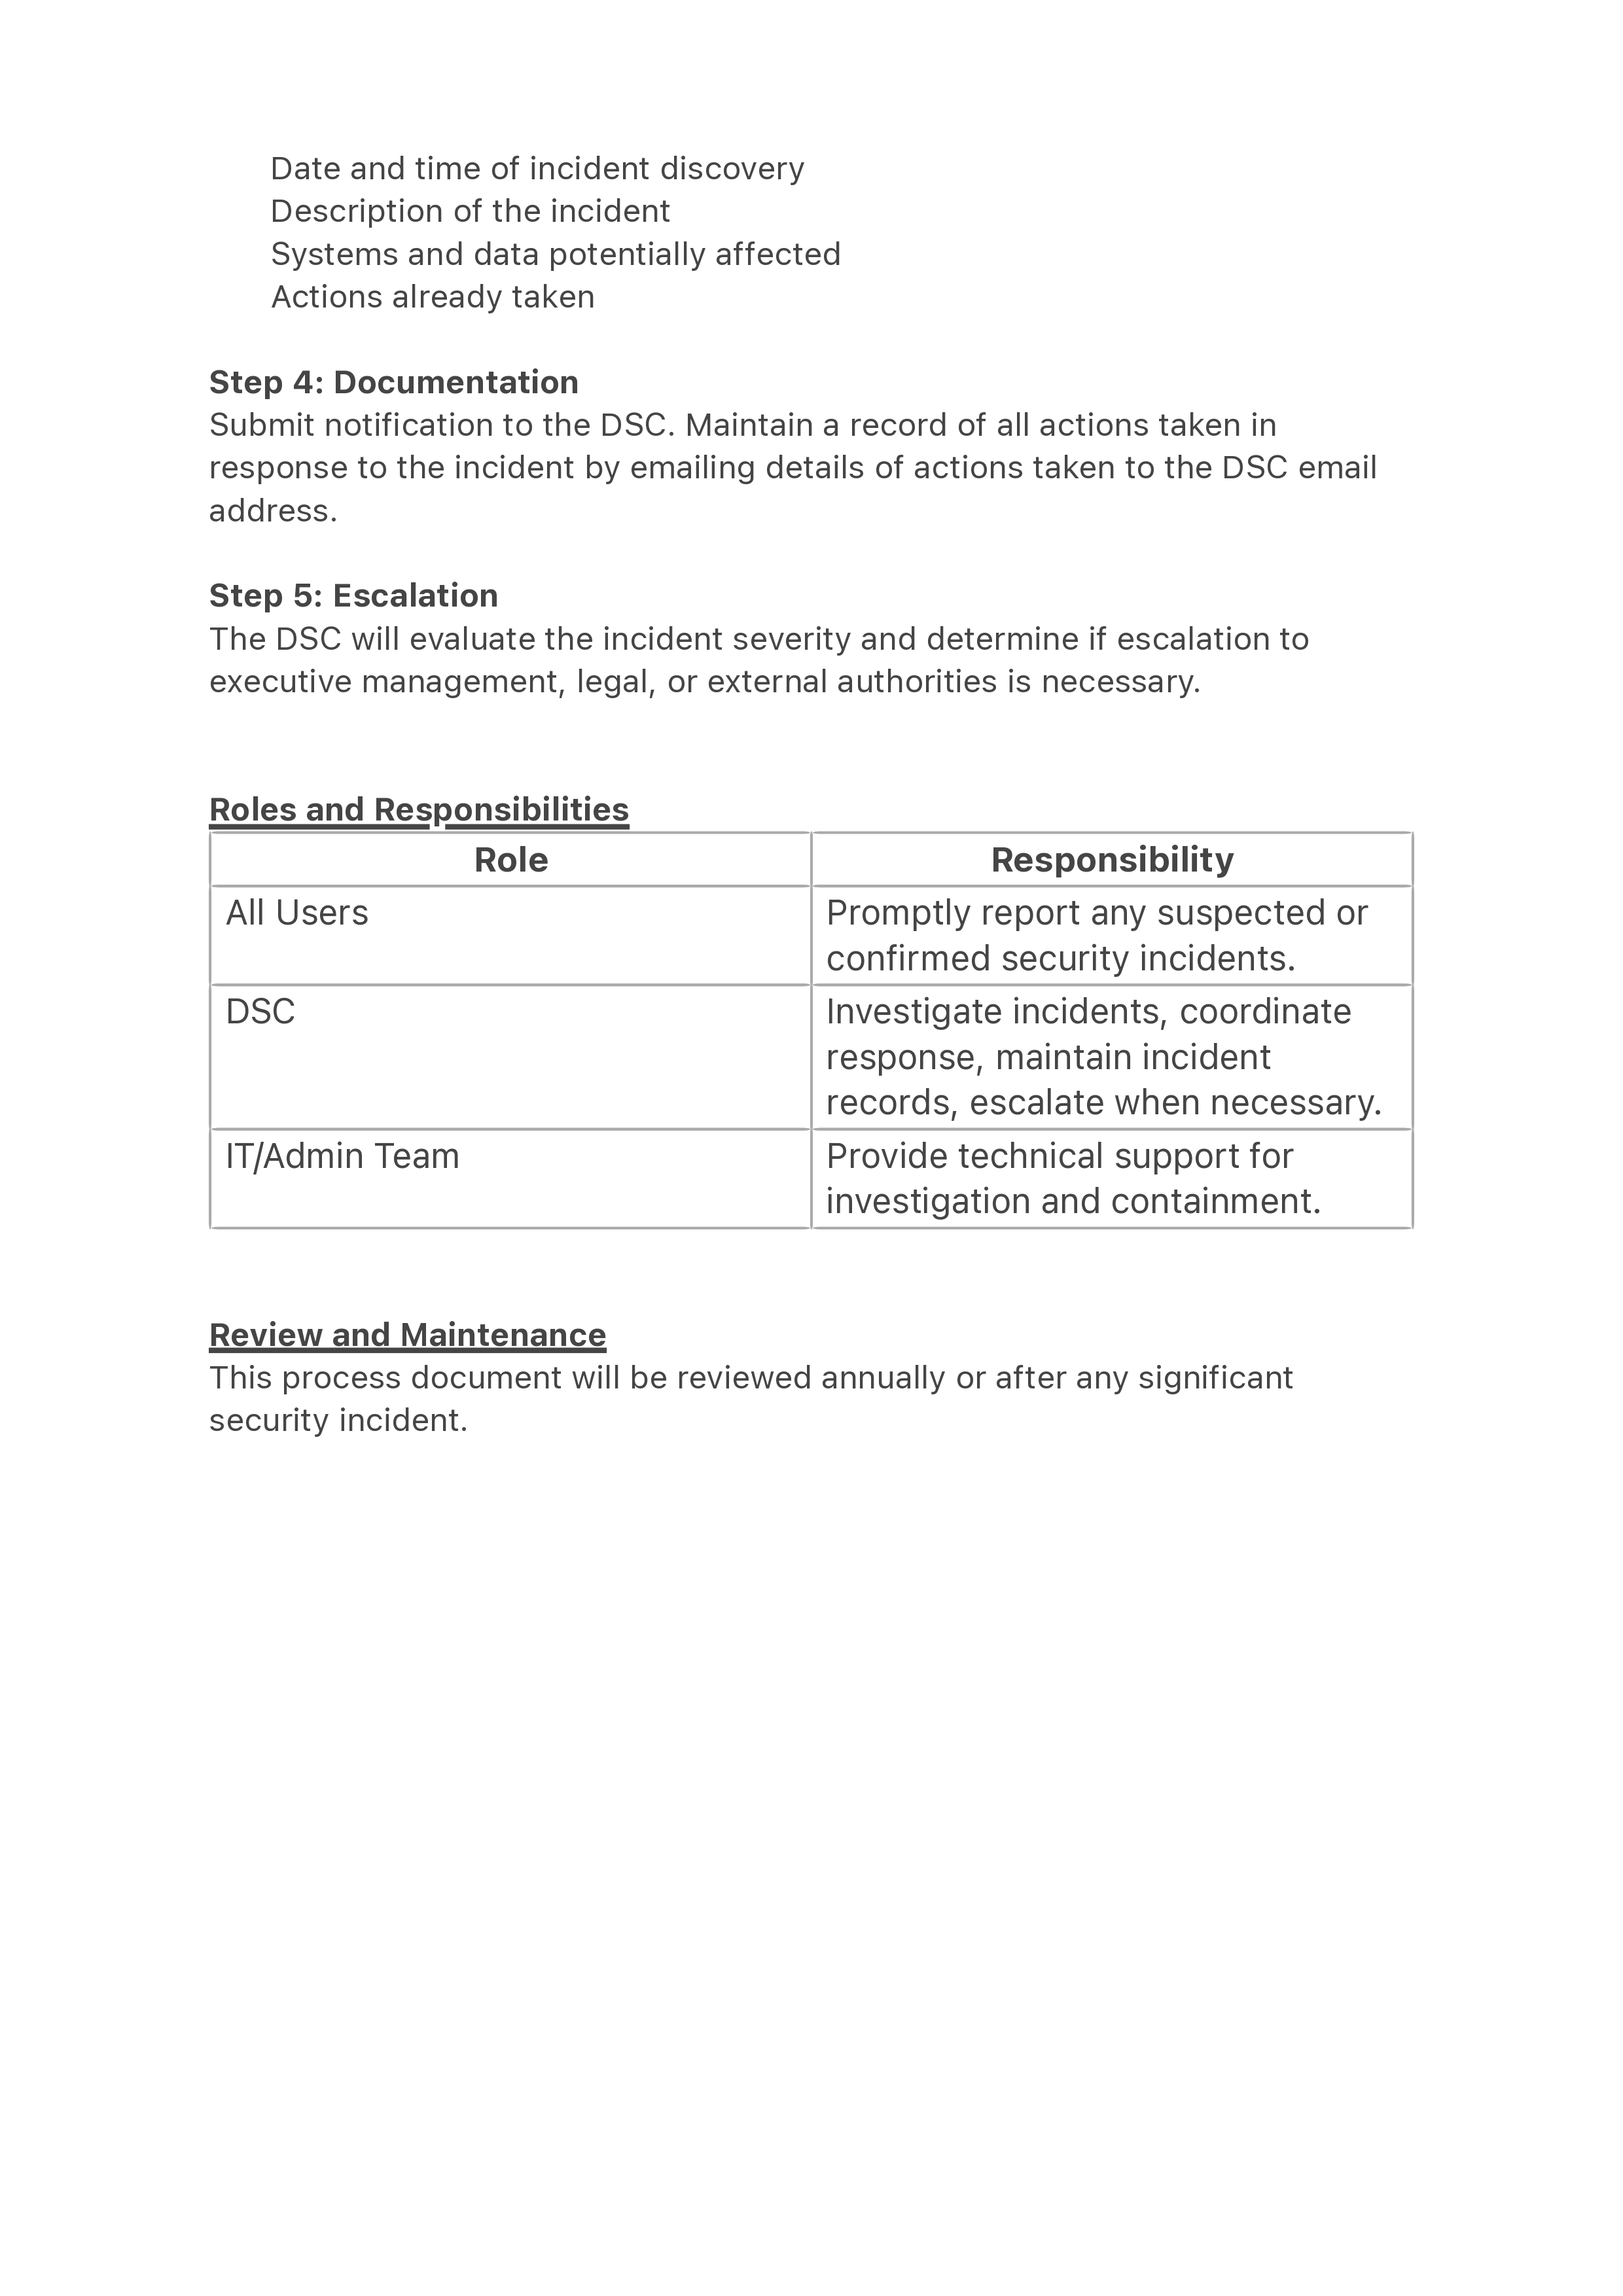 Date and time of incident discovery
Description of the incident
Systems and data potentially affected
Actions already taken
Step 4: Documentation
Submit notification to the DSC. Maintain a record of all actions taken in
response to the incident by emailing details of actions taken to the DSC email
address.
Step 5: Escalation
The DSC will evaluate the incident severity and determine if escalation to
executive management, legal, or external authorities is necessary.
Roles and Responsibilities
Role Responsibility
All Users Promptly report any suspected or
confirmed security incidents.
DSC Investigate incidents, coordinate
response, maintain incident
records, escalate when necessary.
IT/Admin Team Provide technical support for
investigation and containment.
Review and Maintenance
This process document will be reviewed annually or after any significant
security incident.